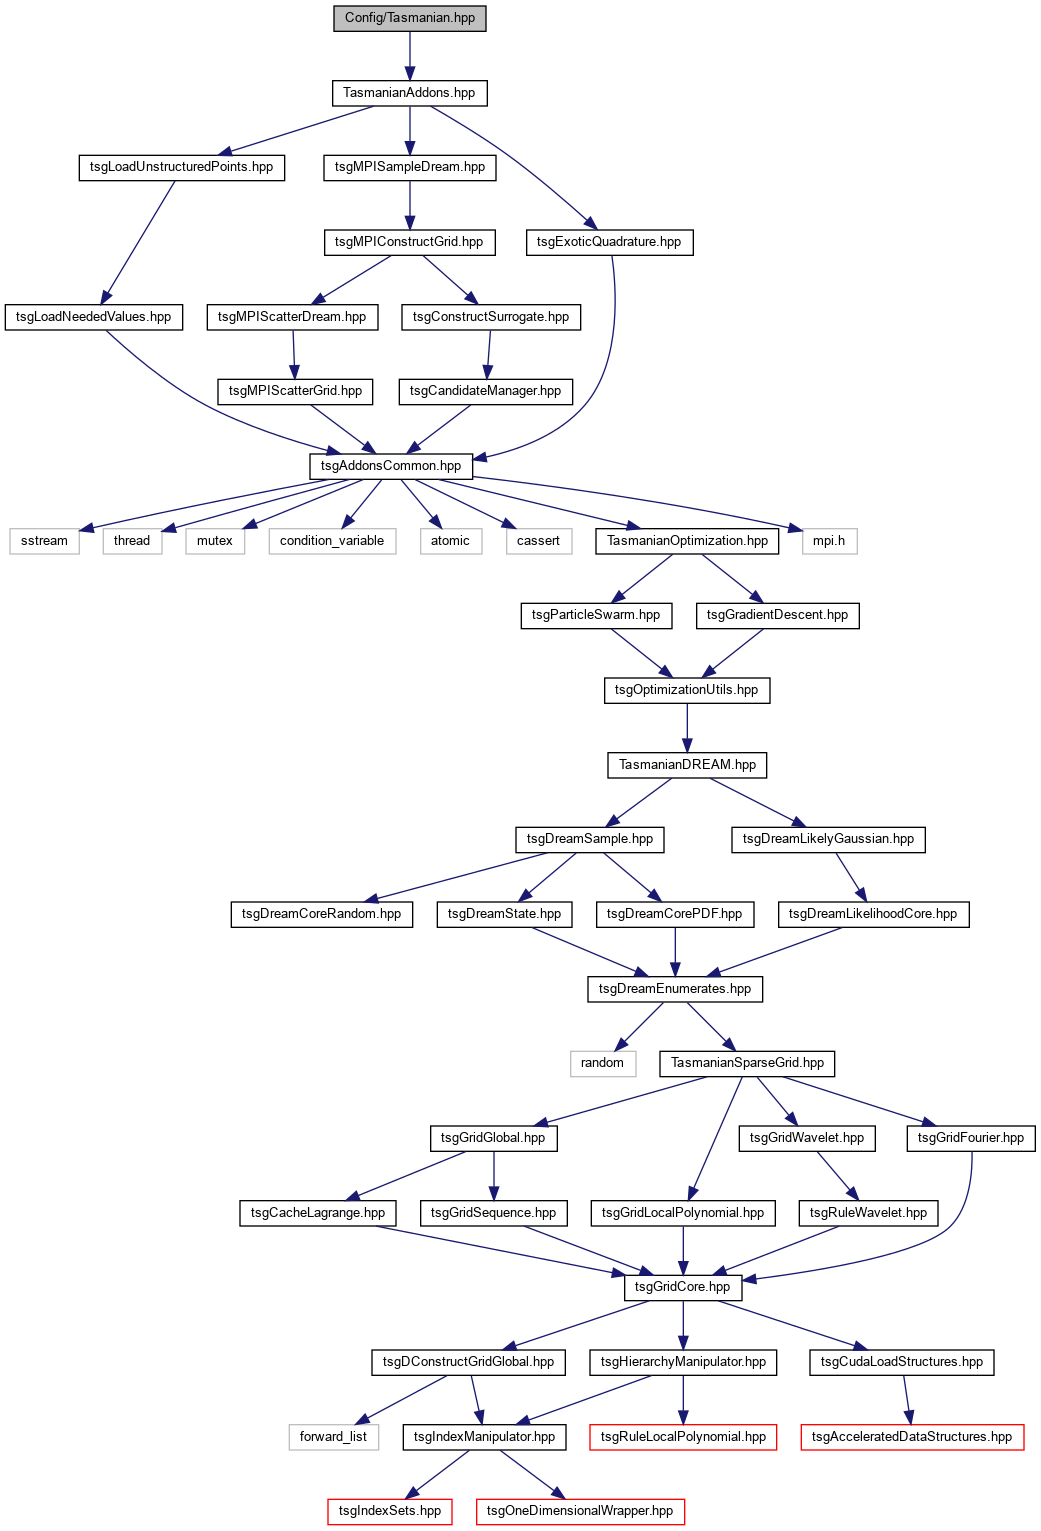 Config/Tasmanian.hpp
TasmanianAddons.hpp
tsgLoadUnstructuredPoints.hpp
tsgMPISampleDream.hpp
tsgMPIConstructGrid.hpp
tsgExoticQuadrature.hpp
tsgLoadNeededValues.hpp
tsgMPIScatterDream.hpp
tsgConstructSurrogate.hpp
tsgMPIScatterGrid.hpp
tsgCandidateManager.hpp
tsgAddonsCommon.hpp
sstream
thread
mutex
condition_variable
atomic
cassert
TasmanianOptimization.hpp
mpi.h
tsgParticleSwarm.hpp
tsgGradientDescent.hpp
tsgOptimizationUtils.hpp
TasmanianDREAM.hpp
tsgDreamSample.hpp
tsgDreamLikelyGaussian.hpp
tsgDreamCoreRandom.hpp
tsgDreamState.hpp
tsgDreamCorePDF.hpp
tsgDreamLikelihoodCore.hpp
tsgDreamEnumerates.hpp
random
TasmanianSparseGrid.hpp
tsgGridGlobal.hpp
tsgGridWavelet.hpp
tsgGridFourier.hpp
tsgCacheLagrange.hpp
tsgGridSequence.hpp
tsgGridLocalPolynomial.hpp
tsgRuleWavelet.hpp
tsgGridCore.hpp
tsgDConstructGridGlobal.hpp
tsgHierarchyManipulator.hpp
tsgCudaLoadStructures.hpp
forward_list
tsgIndexManipulator.hpp
tsgRuleLocalPolynomial.hpp
tsgAcceleratedDataStructures.hpp
tsgIndexSets.hpp
tsgOneDimensionalWrapper.hpp